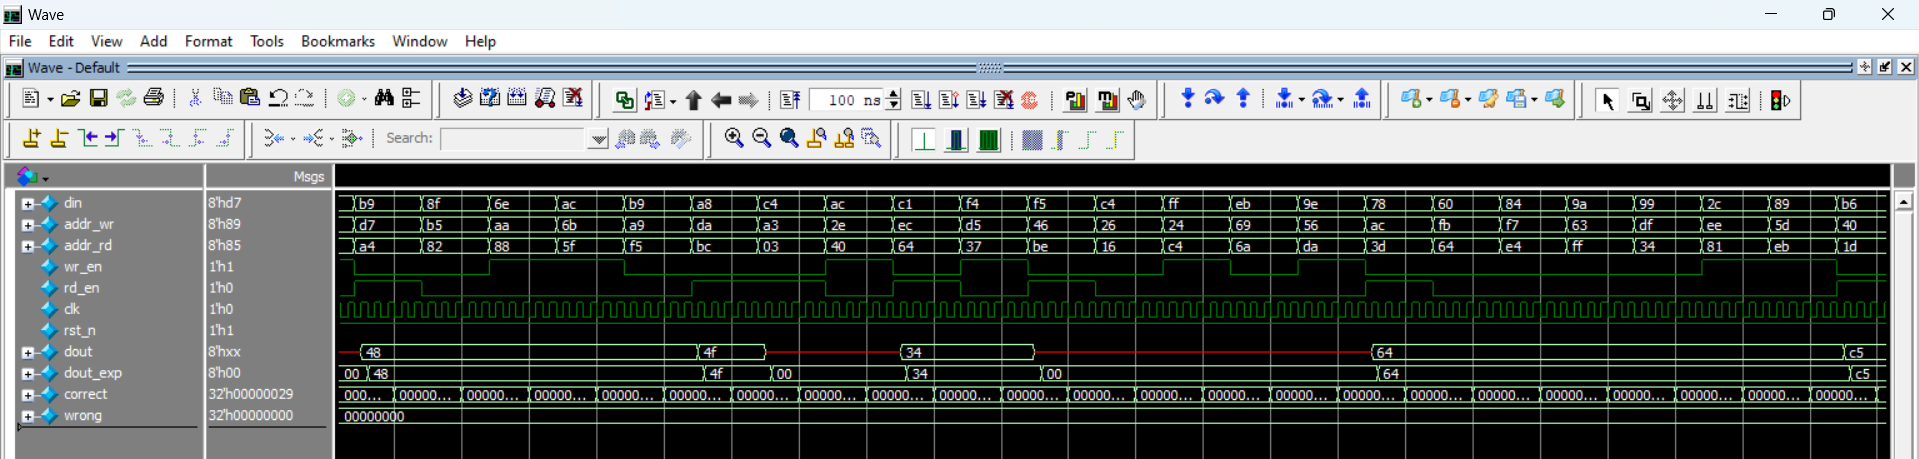 Wave
File Edit View Add Format Tools Bookmarks Window Help
Wave - Default
100 ns
Search:
Msgs
din 8'hd7 b9 8f 6e ac b9 a8 c4 ac c1 f4 f5 c4 ff eb 9e 78 60 84 9a 99 2c 89 b6
addr_wr 8'h89 d7 b5 aa 6b a9 da a3 2e ec d5 46 26 24 69 56 ac fb f7 63 df ee 5d 40
addr_rd 8'h85 a4 82 88 5f f5 bc 03 40 64 37 be 16 c4 6a da 3d 64 e4 ff 34 81 eb 1d
wr_en 1'h1
rd_en 1'h0
clk 1'h0
rst_n 1'h1
dout 8'hxx 48 4f 34 64 c5
dout_exp 8'h00 00 48 4f 00 34 00 64 c5
correct 32'h00000029 000... 00000... 00000... 00000... 00000... 00000... 00000... 00000... 00000... 00000... 00000... 00000... 00000... 00000... 00000... 00000... 00000... 00000... 00000... 00000... 00000... 00000... 00000...
wrong 32'h00000000 00000000